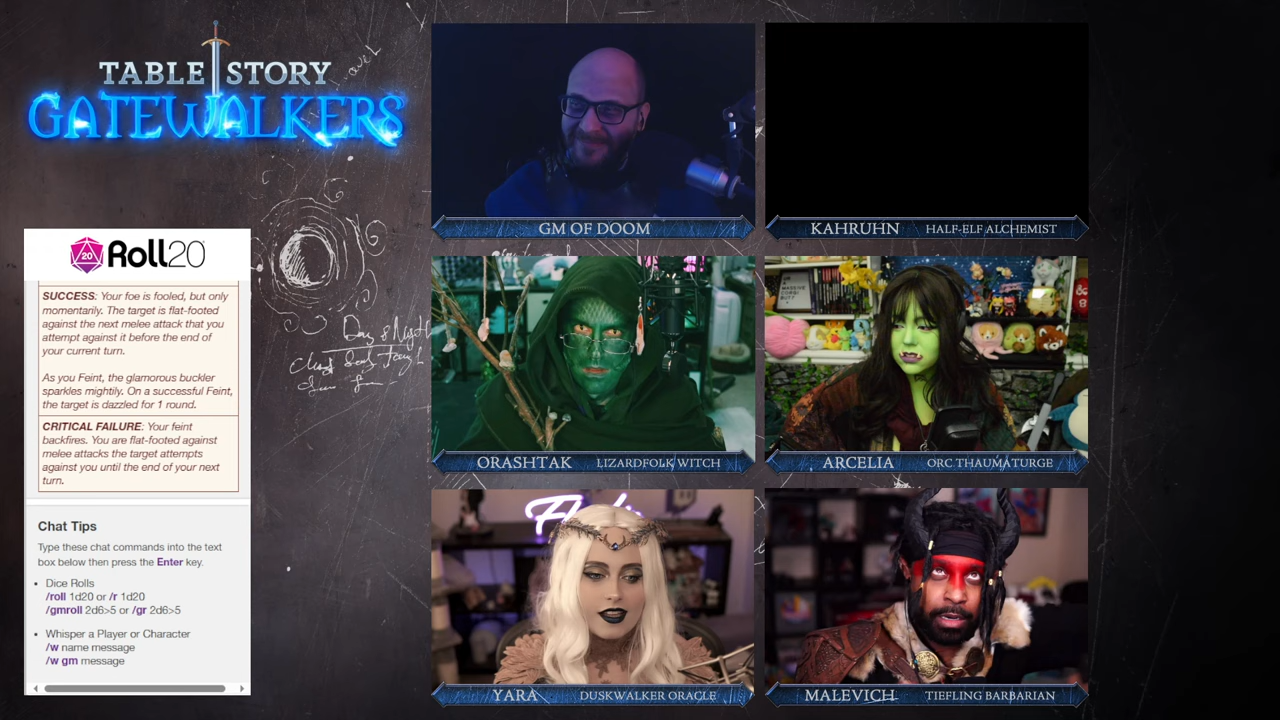 TABLE STORY
GATEWALKERS
Roll20
SUCCESS: Your foe is fooled, but only
momentarily. The target is flat-footed
against the next melee attack that you
attempt against it before the end of
your current turn.
As you Feint, the glamorous buckler
sparkles mightily. On a successful Feint,
the target is dazzled for 1 round.
CRITICAL FAILURE: Your feint
backfires. You are flat-footed against
melee attacks the target attempts
against you until the end of your next
turn.
Chat Tips
Type these chat commands into the text
box below then press the Enter key.
Dice Rolls
/roll 1d20 or /r 1d20
/gmroll 2d6>5 or /gr 2d6>5
Whisper a Player or Character
/w name message
/w gm message
GM OF DOOM
KAHRUHN HALF-ELF ALCHEMIST
ORASHTAK LIZARDFOLK WITCH
ARCELIA ORC THAUMATURGE
YARA DUSKWALKER ORACLE
MALEVICH TIEFLING BARBARIAN